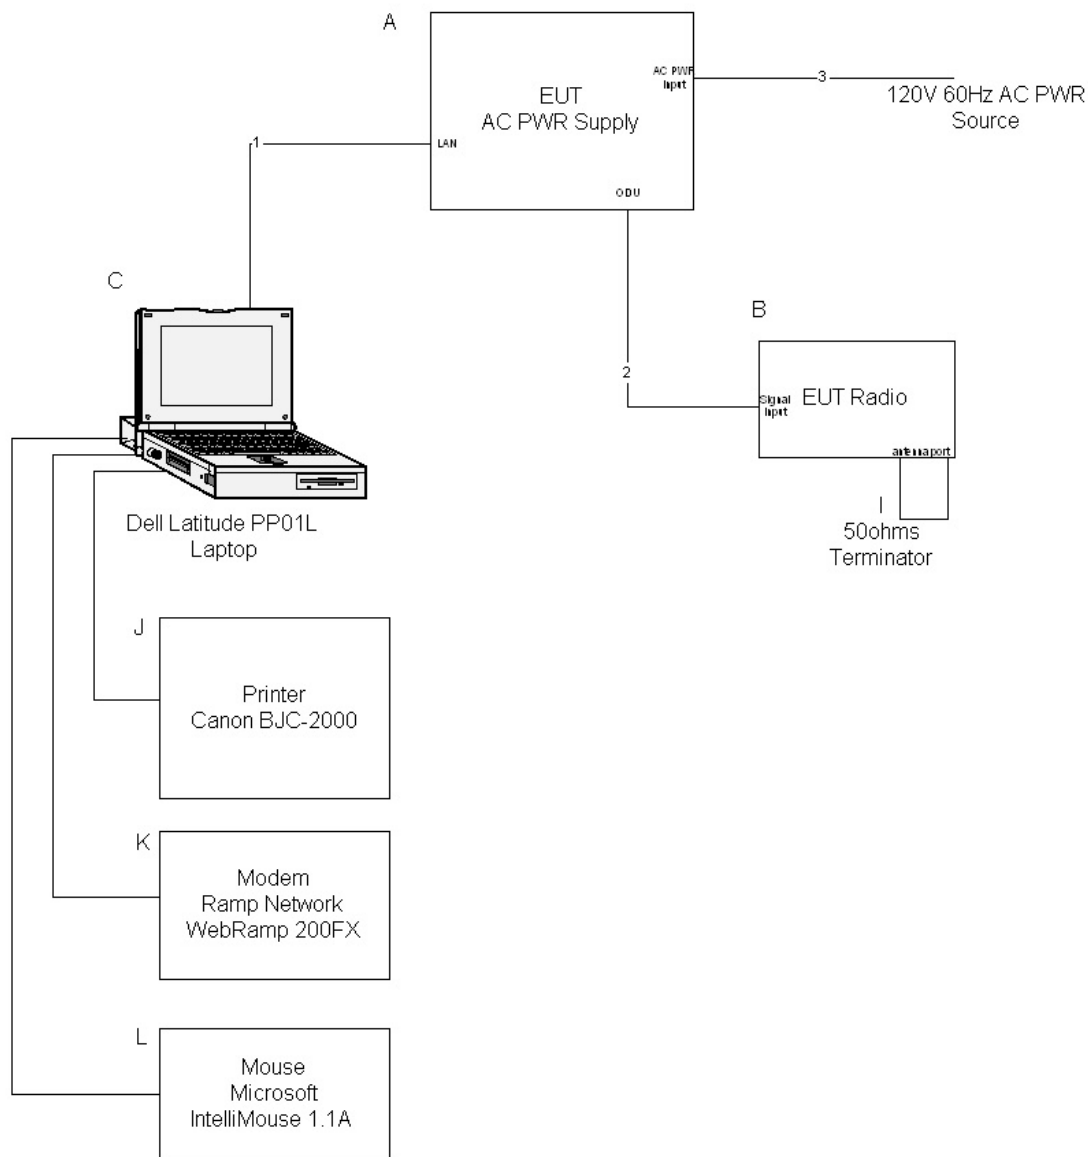 A
AC PWR
Input
EUT
AC PWR Supply
3
120V 60Hz AC PWR
Source
1
LAN
ODU
C
B
2
Signal
Input
EUT Radio
antenna port
I
50ohms
Terminator
Dell Latitude PP01L
Laptop
J
Printer
Canon BJC-2000
K
Modem
Ramp Network
WebRamp 200FX
L
Mouse
Microsoft
IntelliMouse 1.1A